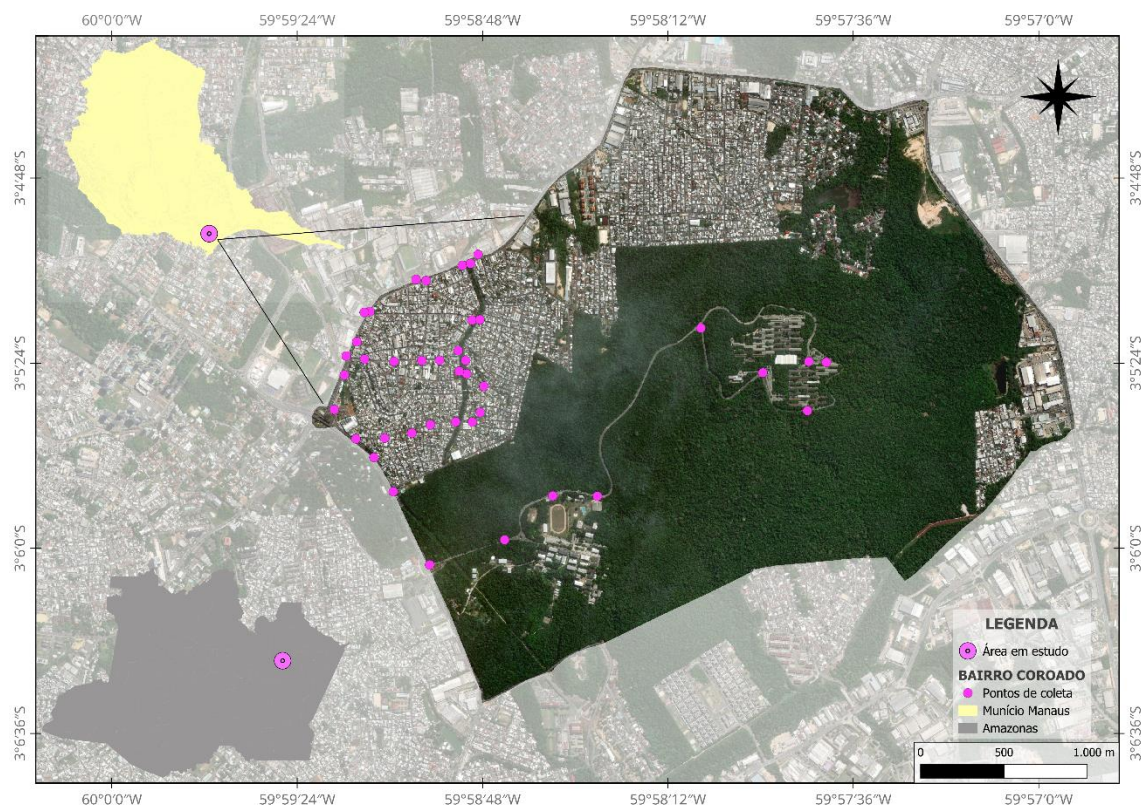 60°0'0"W 59°59'24"W 59°58'48"W 59°58'12"W 59°57'36"W 59°57'0"W
3°4'48"S 3°4'48"S
3°5'24"S 3°5'24"S
3°6'0"S 3°6'0"S
3°6'36"S 3°6'36"S
LEGENDA
Área em estudo
BAIRRO COROADO
Pontos de coleta
Munício Manaus
Amazonas
0 500 1.000 m
60°0'0"W 59°59'24"W 59°58'48"W 59°58'12"W 59°57'36"W 59°57'0"W